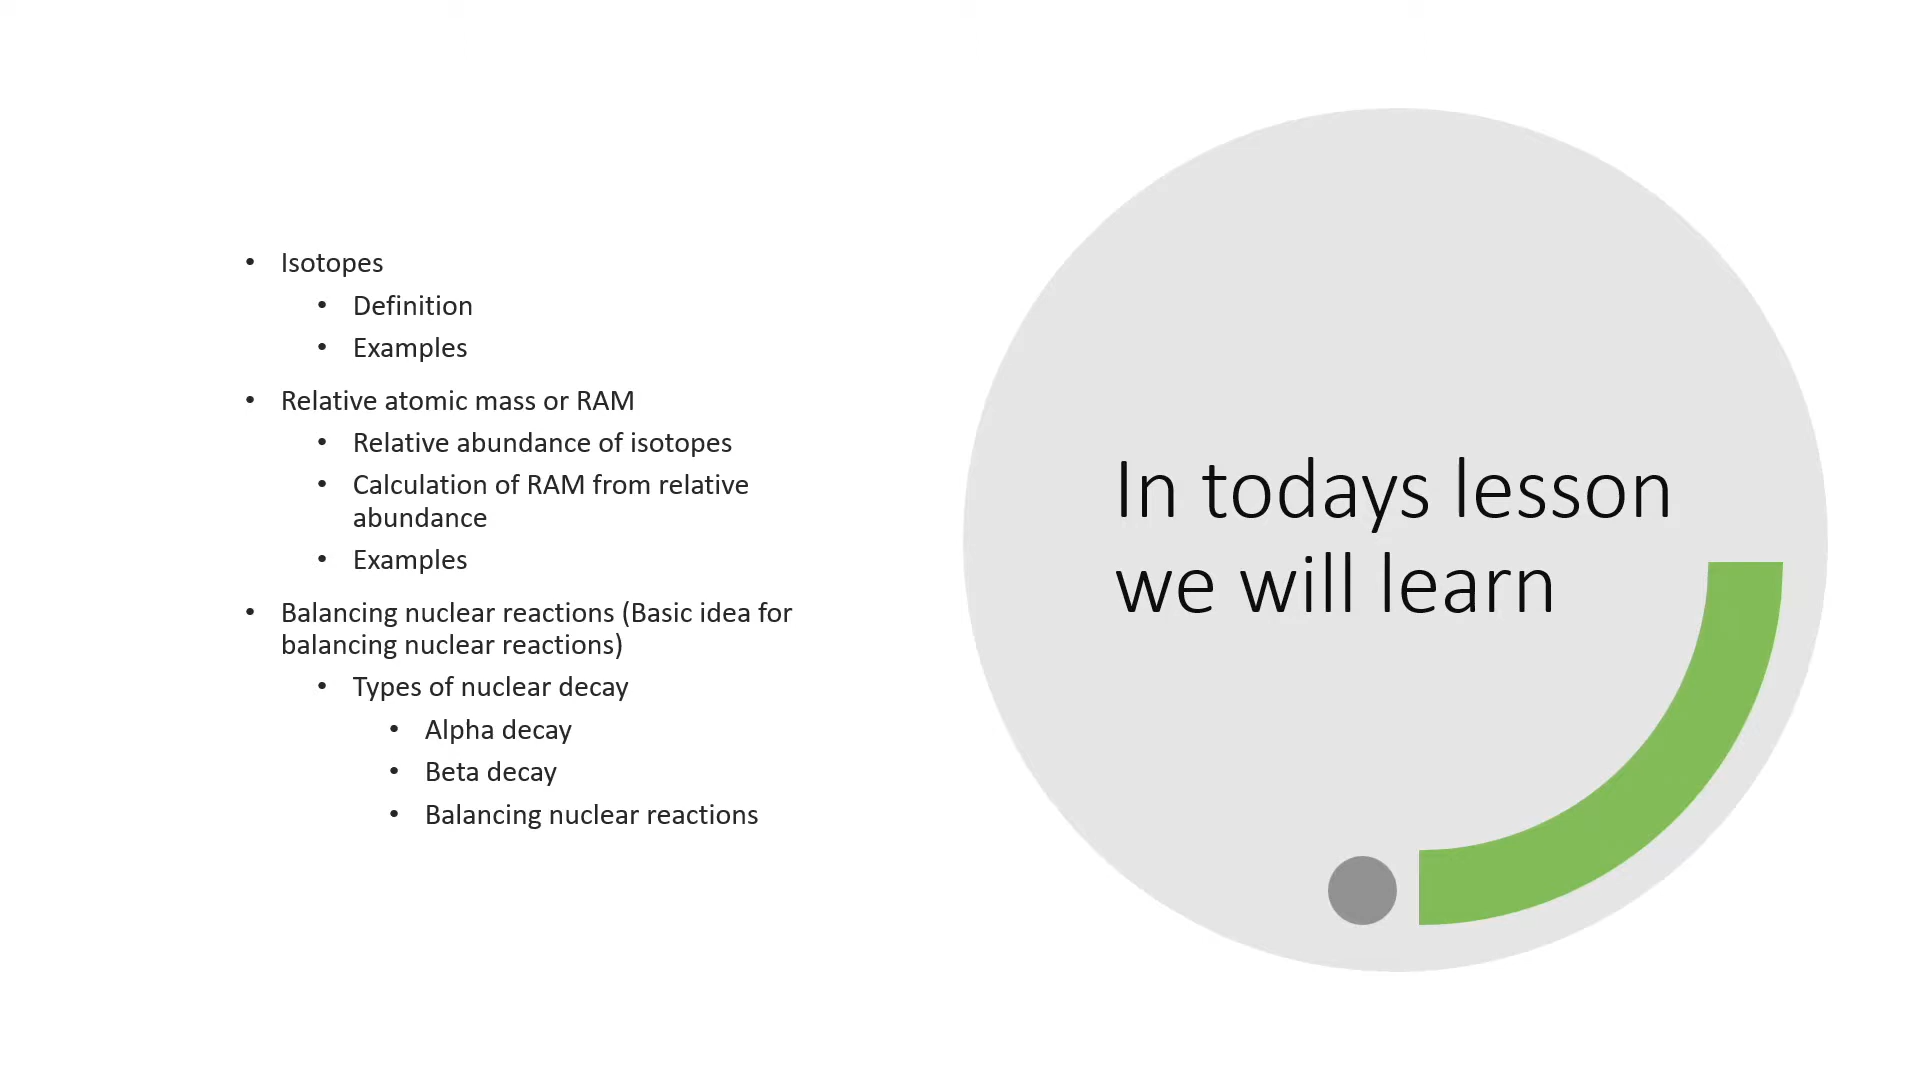 • Isotopes
• Definition
• Examples
• Relative atomic mass or RAM
• Relative abundance of isotopes
• Calculation of RAM from relative
abundance
• Examples
• Balancing nuclear reactions (Basic idea for
balancing nuclear reactions)
• Types of nuclear decay
• Alpha decay
• Beta decay
• Balancing nuclear reactions
In todays lesson
we will learn